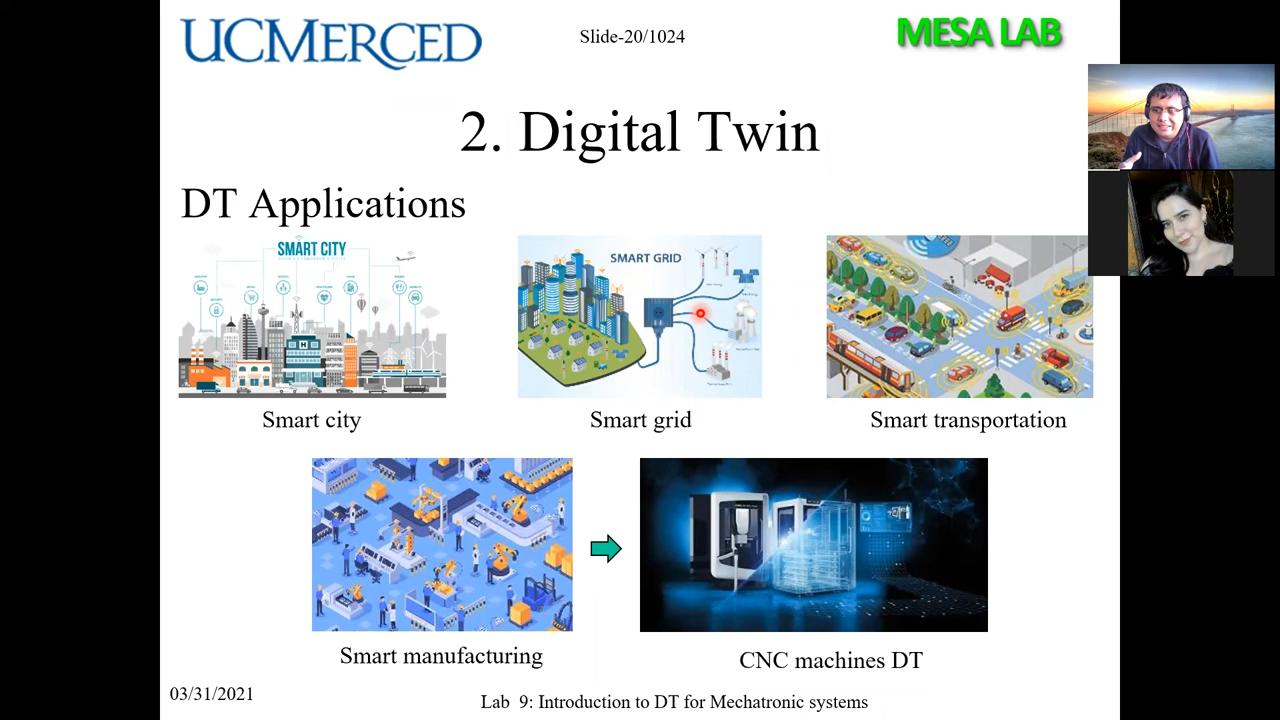 UCMERCED
Slide-20/1024
MESA LAB
2. Digital Twin
DT Applications
SMART CITY
SMART GRID
Smart city
Smart grid
Smart transportation
Smart manufacturing
CNC machines DT
03/31/2021
Lab 9: Introduction to DT for Mechatronic systems